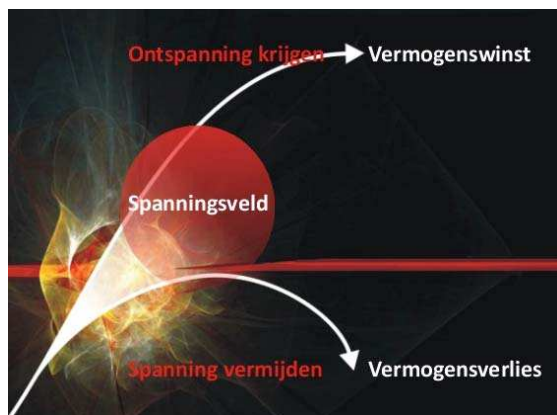 Ontspanning krijgen
Vermogenswinst
Spanningsveld
Spanning vermijden
Vermogensverlies